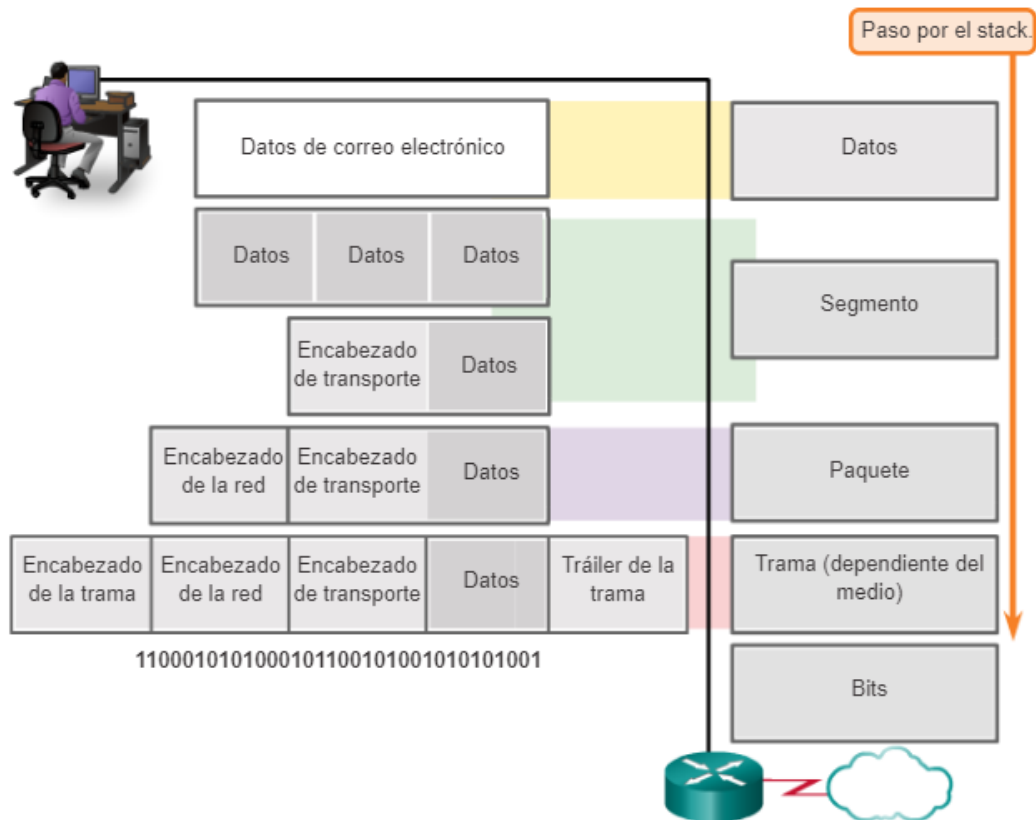 Paso por el stack.
Datos de correo electrónico
Datos
Datos
Datos
Datos
Segmento
Encabezado
de transporte
Datos
Encabezado
de la red
Encabezado
de transporte
Datos
Paquete
Encabezado
de la trama
Encabezado
de la red
Encabezado
de transporte
Datos
Tráiler de la
trama
Trama (dependiente del
medio)
1100010101000101100101001010101001
Bits